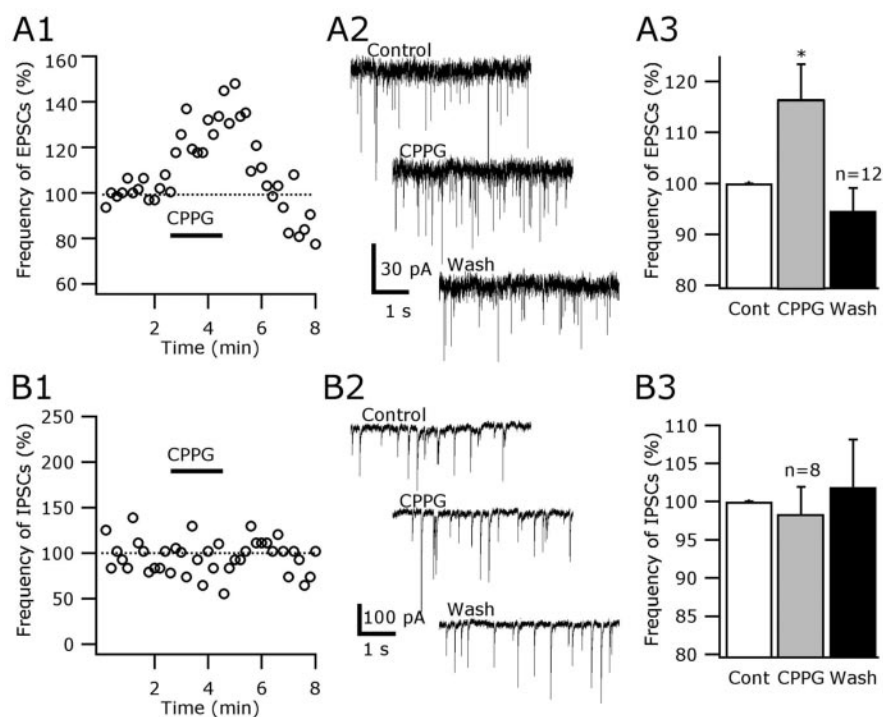 A1
Frequency of EPSCs (%)
160
140
120
100
80
60
CPPG
2
4
6
8
Time (min)
A2
Control
CPPG
Wash
30 pA
1 s
A3
Frequency of EPSCs (%)
120
115
110
100
90
80
*
n=12
Cont
CPPG
Wash
B1
Frequency of IPSCs (%)
250
200
150
100
50
0
CPPG
2
4
6
8
Time (min)
B2
Control
CPPG
Wash
100 pA
1 s
B3
Frequency of IPSCs (%)
110
105
100
95
90
85
80
n=8
Cont
CPPG
Wash